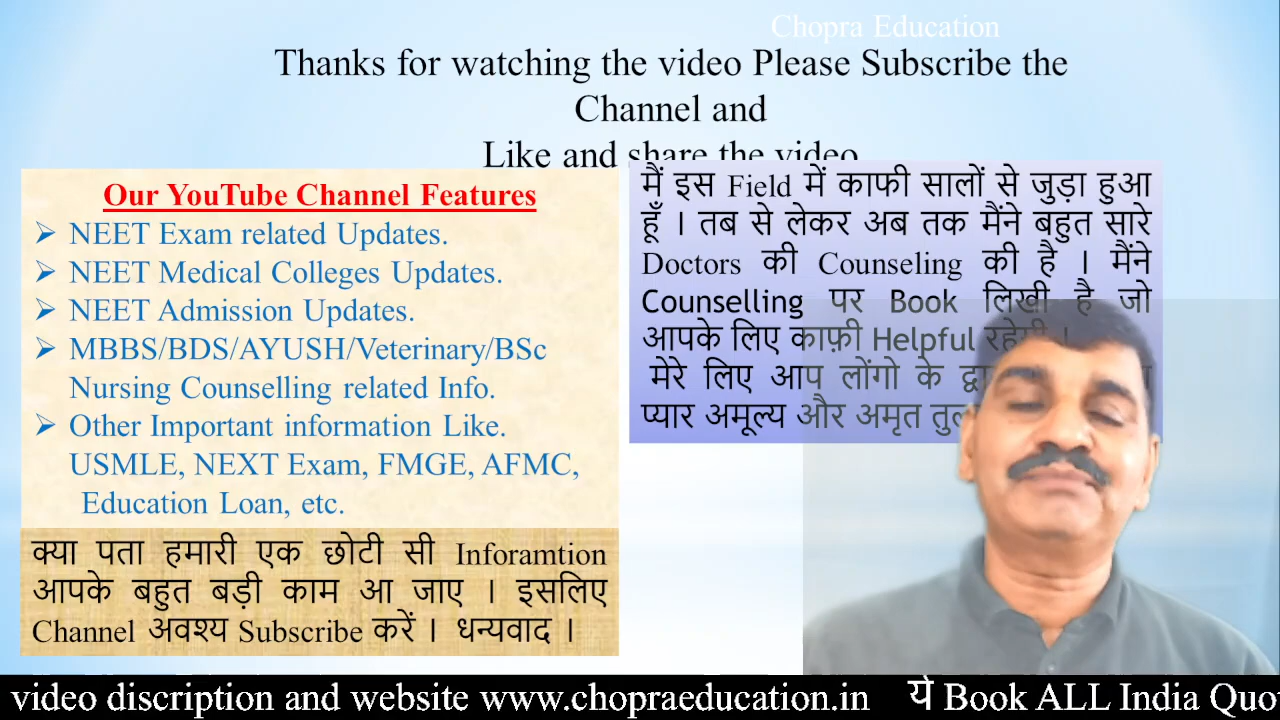 Chopra Education
Thanks for watching the video Please Subscribe the
Channel and
Like and share the video
Our YouTube Channel Features
NEET Exam related Updates.
NEET Medical Colleges Updates.
NEET Admission Updates.
MBBS/BDS/AYUSH/Veterinary/BSc
Nursing Counselling related Info.
Other Important information Like.
USMLE, NEXT Exam, FMGE, AFMC,
Education Loan, etc.
क्या पता हमारी एक छोटी सी Inforamtion
आपके बहुत बड़ी काम आ जाए । इसलिए
Channel अवश्य Subscribe करें । धन्यवाद ।
मैं इस Field में काफी सालों से जुड़ा हुआ
हूँ । तब से लेकर अब तक मैंने बहुत सारे
Doctors की Counseling की है । मैंने
Counselling पर Book लिखी है जो
आपके लिए काफ़ी Helpful रहेगी ।
मेरे लिए आप लोंगो के
प्यार अमूल्य और अमृत
video discription and website www.chopraeducation.in ये Book ALL India